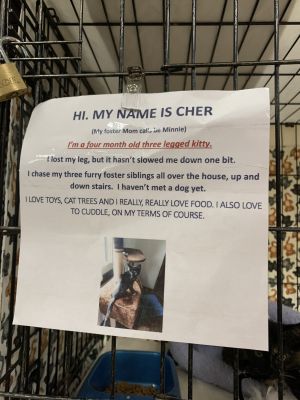 HI. MY NAME IS CHER
(My foster Mom calls be Minnie)
I'm a four month old three legged kitty.
I lost my leg, but it hasn't slowed me down one bit.
I chase my three furry foster siblings all over the house, up and
down stairs. I haven't met a dog yet.
I LOVE TOYS, CAT TREES AND I REALLY, REALLY LOVE FOOD. I ALSO LOVE
TO CUDDLE, ON MY TERMS OF COURSE.